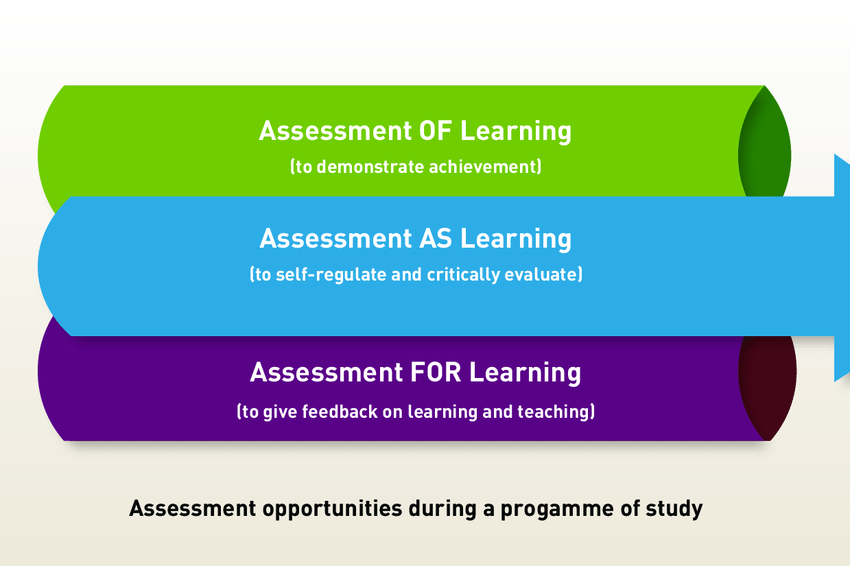 Assessment OF Learning
(to demonstrate achievement)
Assessment AS Learning
(to self-regulate and critically evaluate)
Assessment FOR Learning
(to give feedback on learning and teaching)
Assessment opportunities during a progamme of study